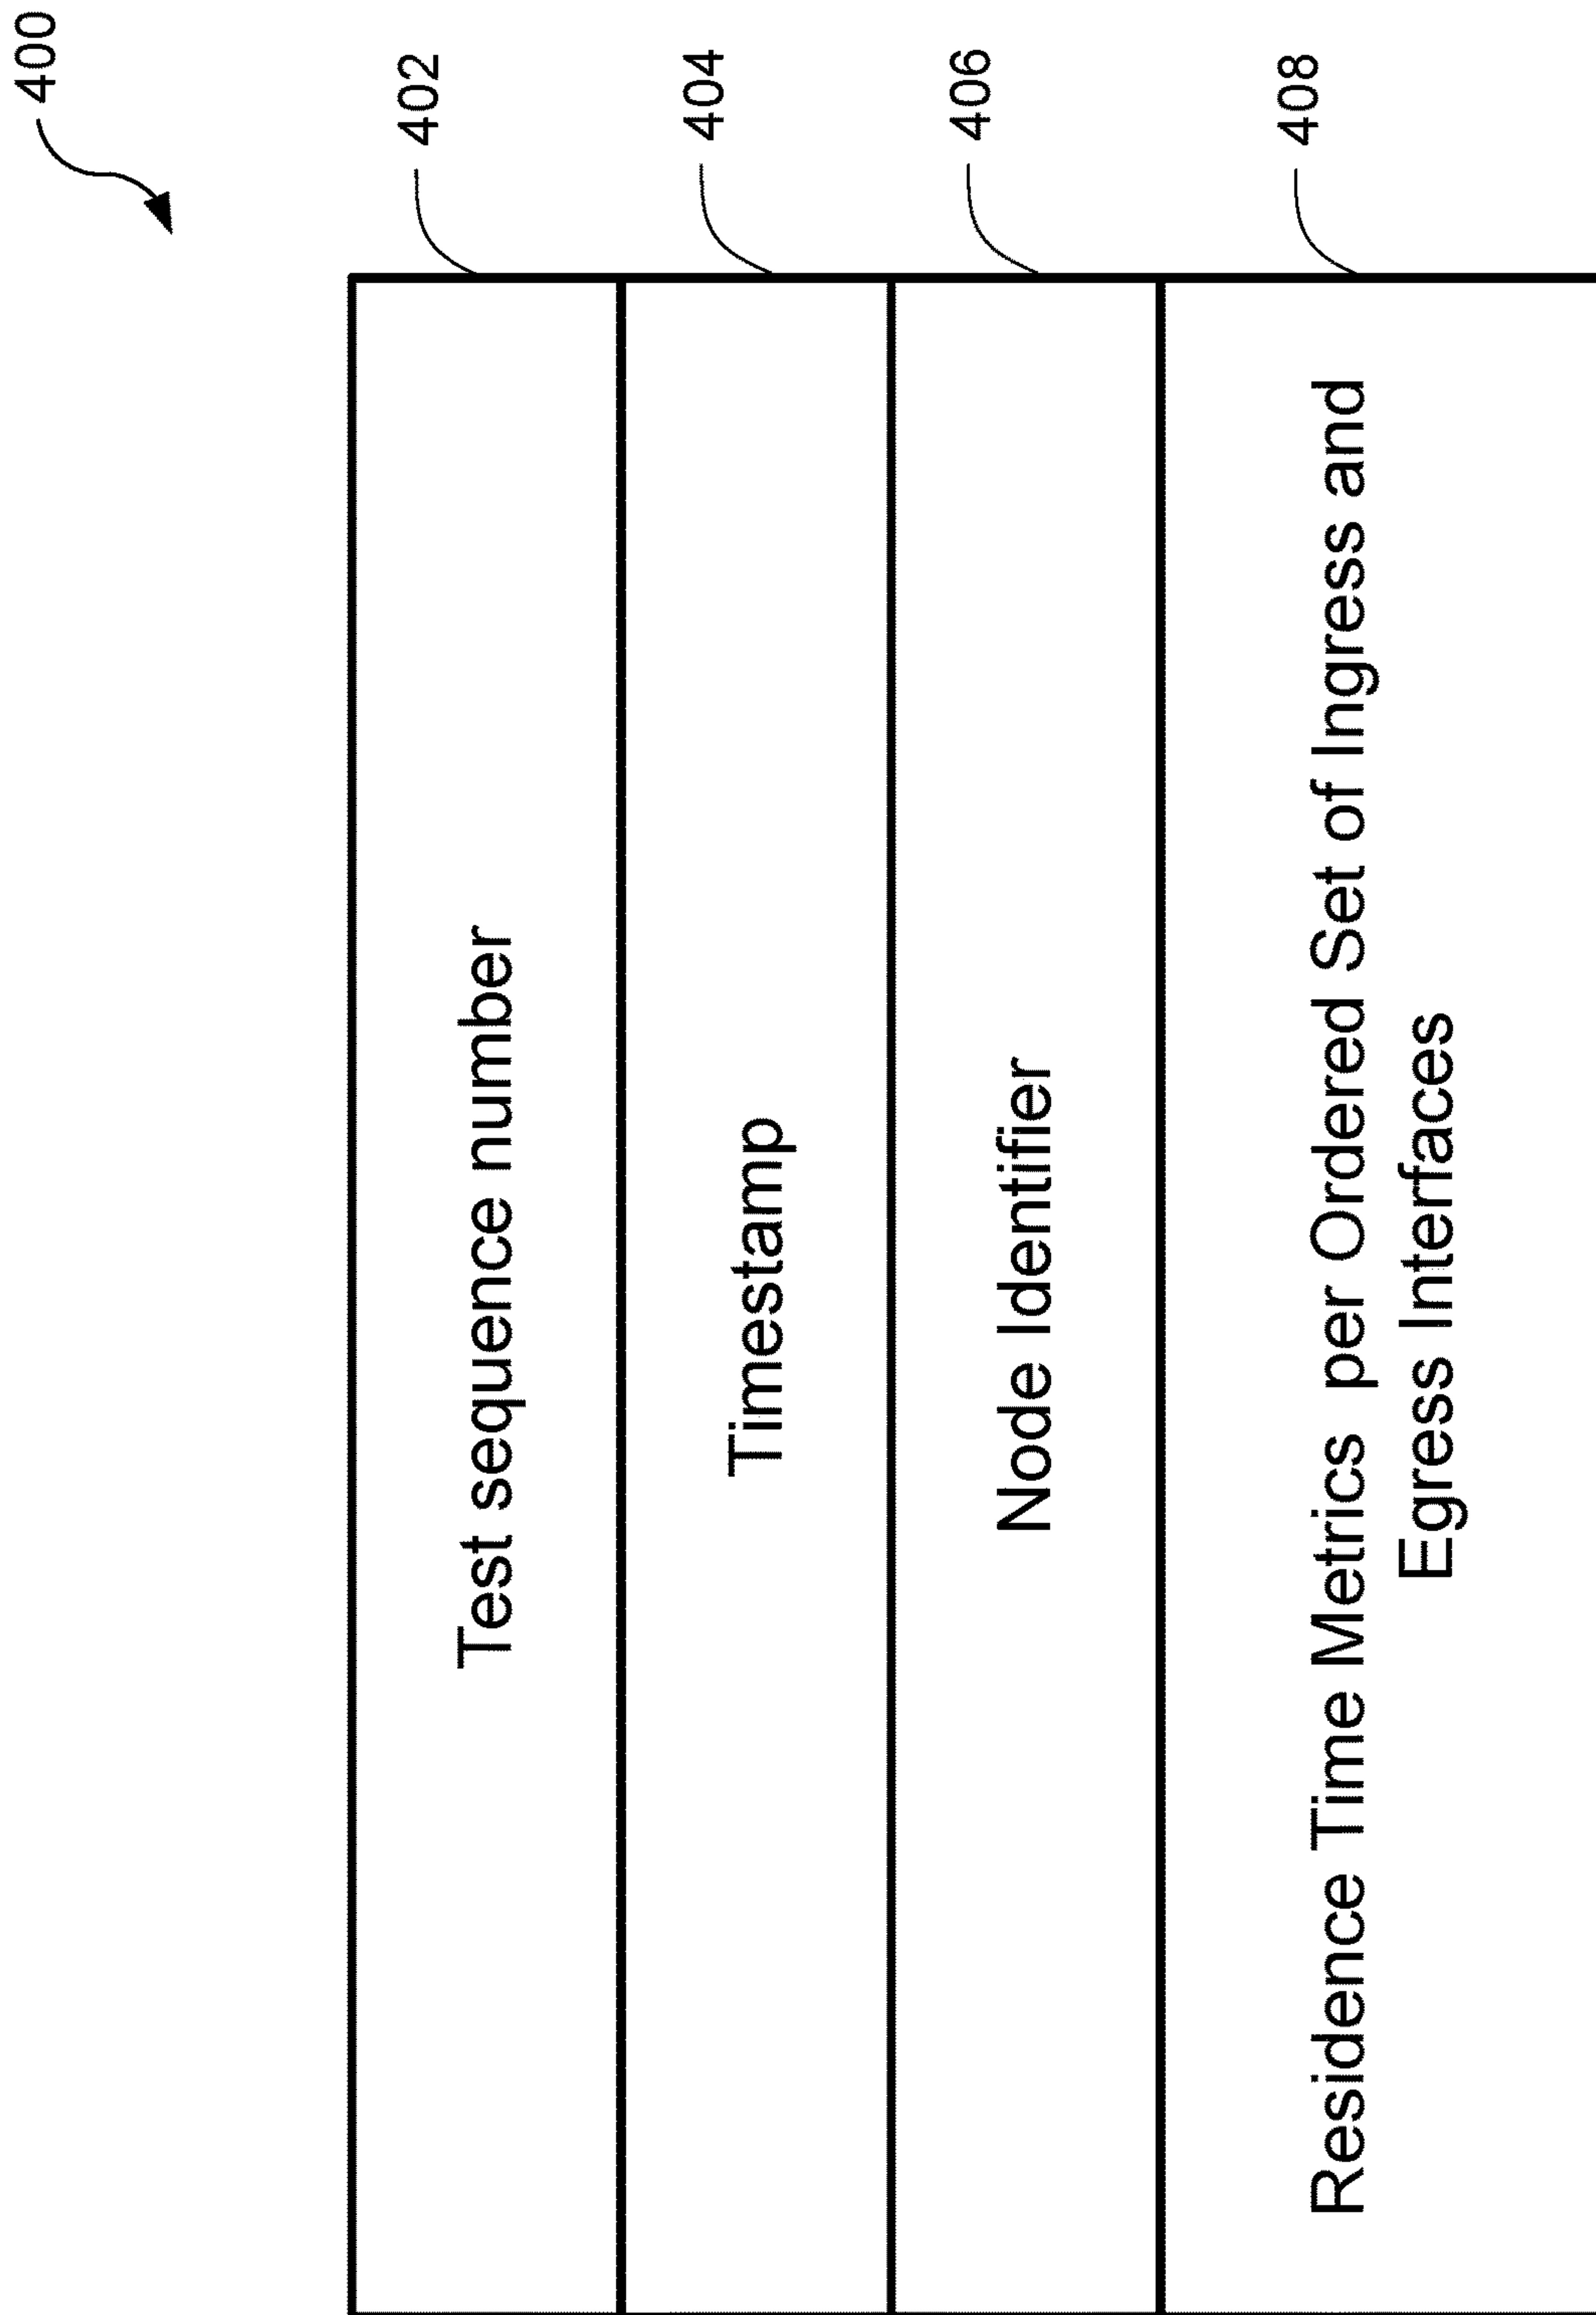 400
Test sequence number
402
Timestamp
404
Node Identifier
406
Residence Time Metrics per Ordered Set of Ingress and
Egress Interfaces
408